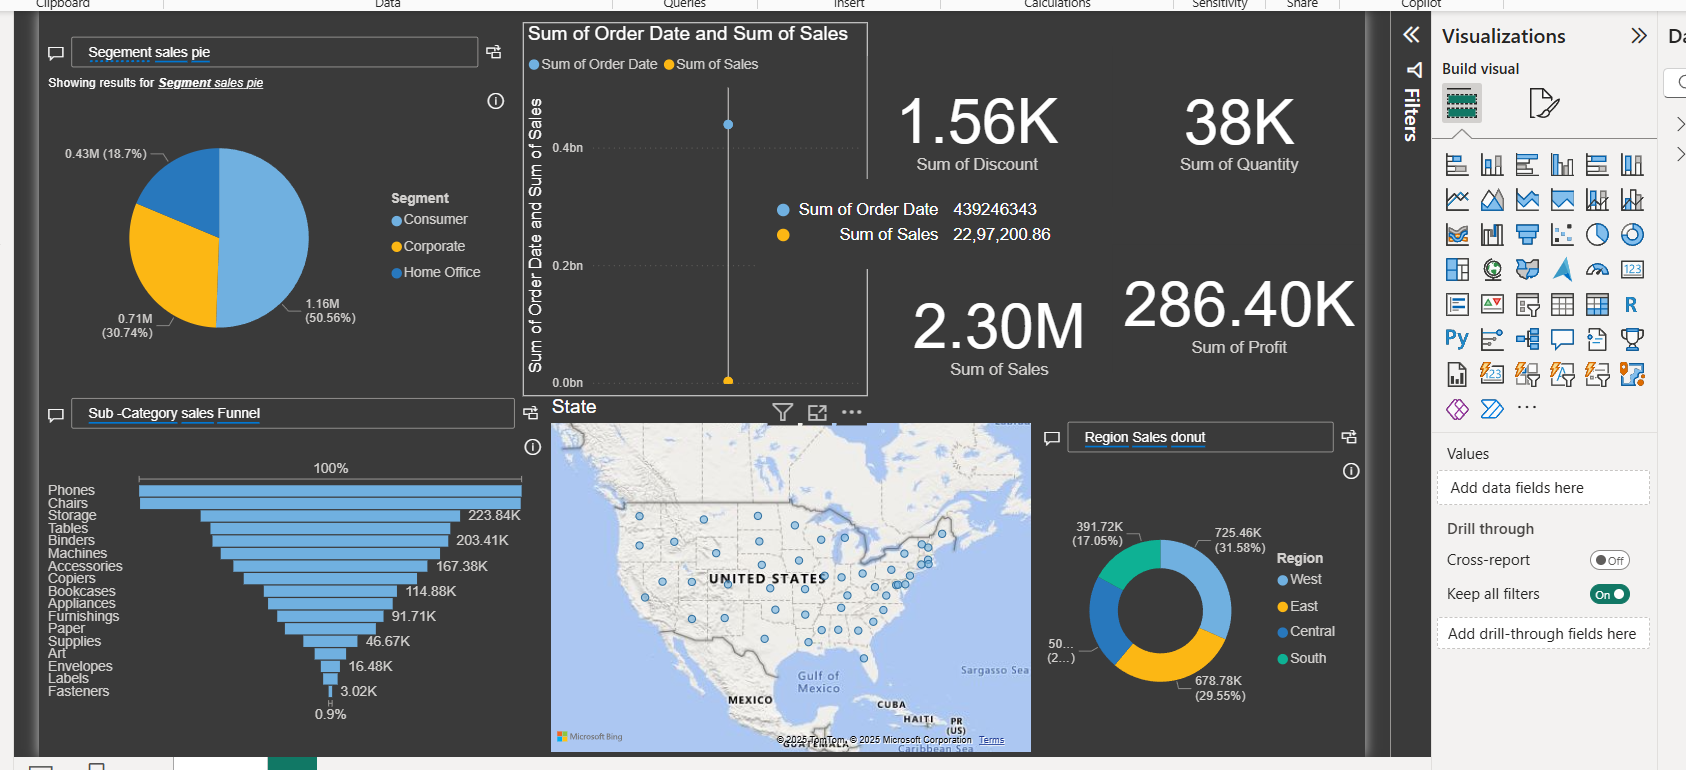 Clipboard
Data
Queries
Insert
Calculations
Sensitivity
Share
Copilot
Segement sales pie
Showing results for Segment sales pie
0.43M (18.7%)
0.71M
(30.74%)
1.16M
(50.56%)
Segment
Consumer
Corporate
Home Office
Sum of Order Date and Sum of Sales
Sum of Order Date
Sum of Sales
Sum of Order Date and Sum of Sales
0.4bn
0.2bn
0.0bn
Sum of Order Date 439246343
Sum of Sales 22,97,200.86
1.56K
Sum of Discount
38K
Sum of Quantity
2.30M
Sum of Sales
286.40K
Sum of Profit
Sub -Category sales Funnel
100%
Phones
Chairs
Storage
223.84K
Tables
Binders
203.41K
Machines
Accessories
167.38K
Copiers
Bookcases
114.88K
Appliances
Furnishings
91.71K
Paper
Supplies
46.67K
Art
Envelopes
16.48K
Labels
Fasteners
3.02K
0.9%
State
UNITED STATES
Gulf of
Mexico
Sargasso Sea
MEXICO
CUBA
HAITI
PR
(US)
GUATEMALA
Caribbean Sea
Microsoft Bing
© 2025 TomTom, © 2025 Microsoft Corporation Terms
Region Sales donut
391.72K
(17.05%)
725.46K
(31.58%)
50...
(2...)
678.78K
(29.55%)
Region
West
East
Central
South
Filters
Visualizations
Build visual
123
R
Py
123
Values
Add data fields here
Drill through
Cross-report
Off
Keep all filters
On
Add drill-through fields here